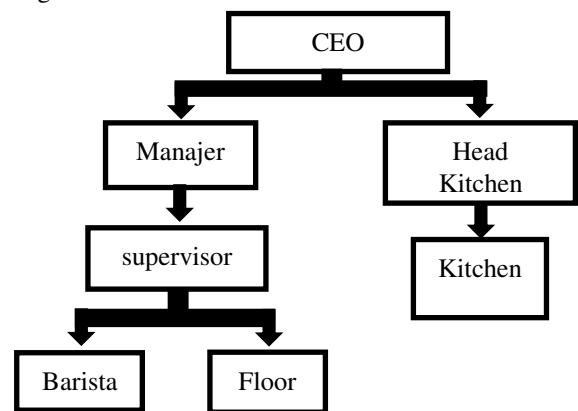 CEO
Manajer
Head
Kitchen
supervisor
Kitchen
Barista
Floor